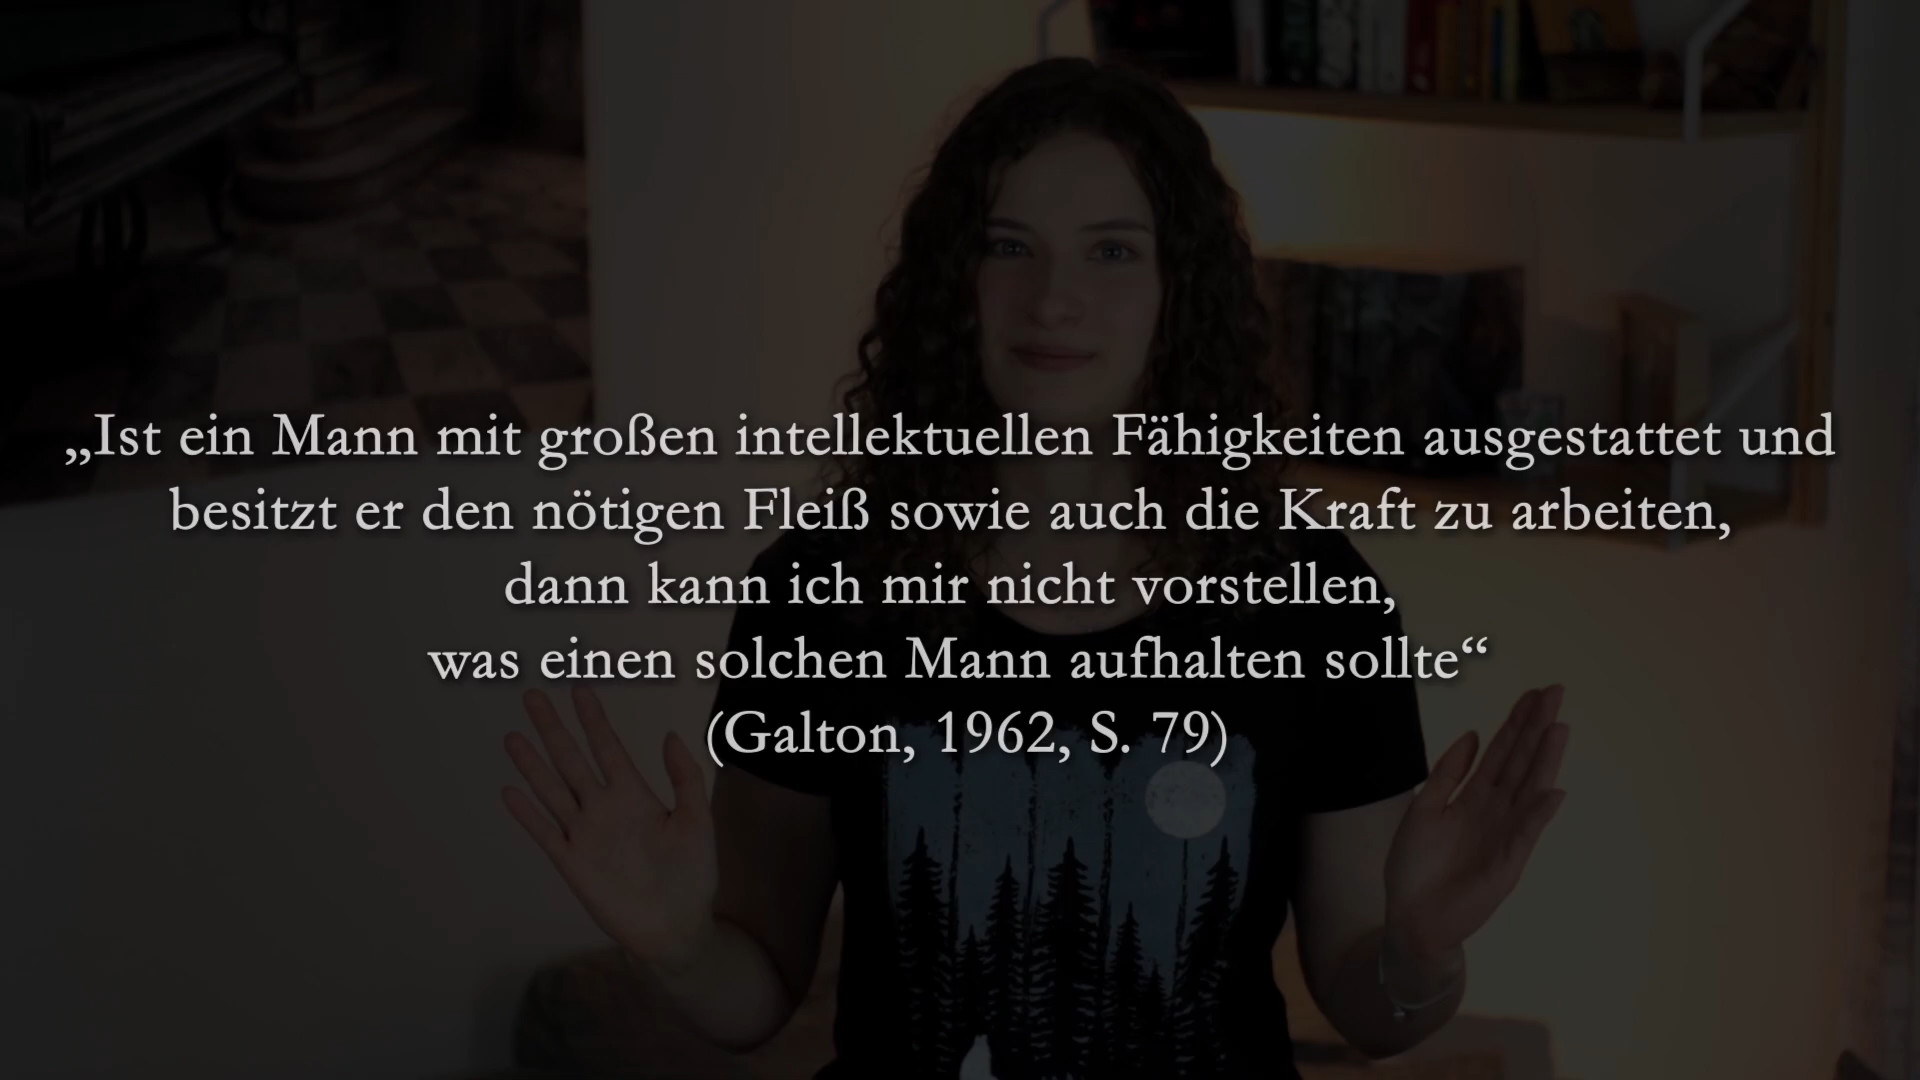 „Ist ein Mann mit großen intellektuellen Fähigkeiten ausgestattet und
besitzt er den nötigen Fleiß sowie auch die Kraft zu arbeiten,
dann kann ich mir nicht vorstellen,
was einen solchen Mann aufhalten sollte“
(Galton, 1962, S. 79)